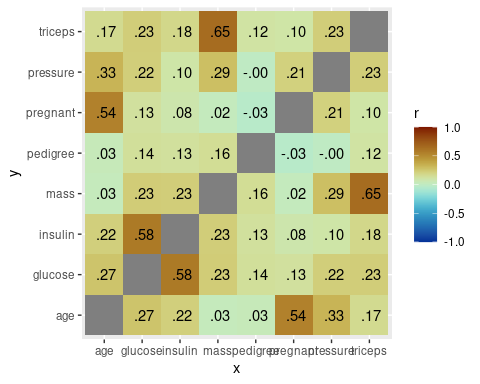 triceps .17 .23 .18 .65 .12 .10 .23
pressure .33 .22 .10 .29 -.00 .21 .23
pregnant .54 .13 .08 .02 -.03 .21 .10
pedigree .03 .14 .13 .16 -.03 -.00 .12
mass .03 .23 .23 .16 .02 .29 .65
insulin .22 .58 .23 .13 .08 .10 .18
glucose .27 .58 .23 .14 .13 .22 .23
age .27 .22 .03 .03 .54 .33 .17
age glucose insulin mass pedigree pregnant pressure triceps
x
y
r
1.0
0.5
0.0
-0.5
-1.0